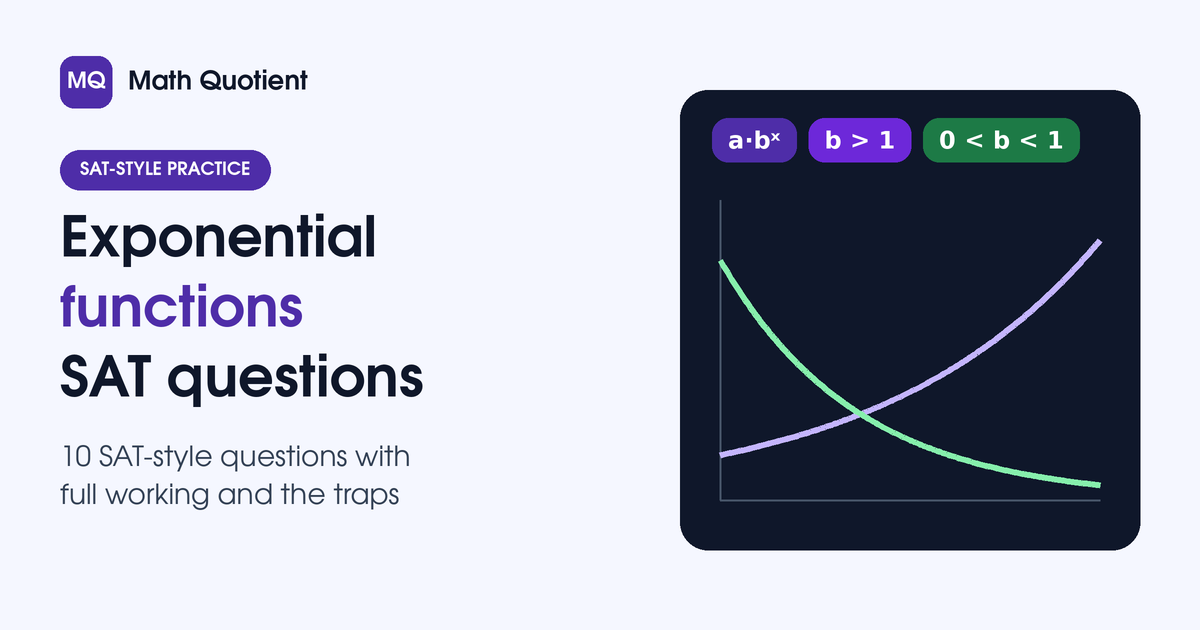 MQ Math Quotient
SAT-STYLE PRACTICE
Exponential
functions
SAT questions
10 SAT-style questions with
full working and the traps
a·bˣ b > 1 0 < b < 1